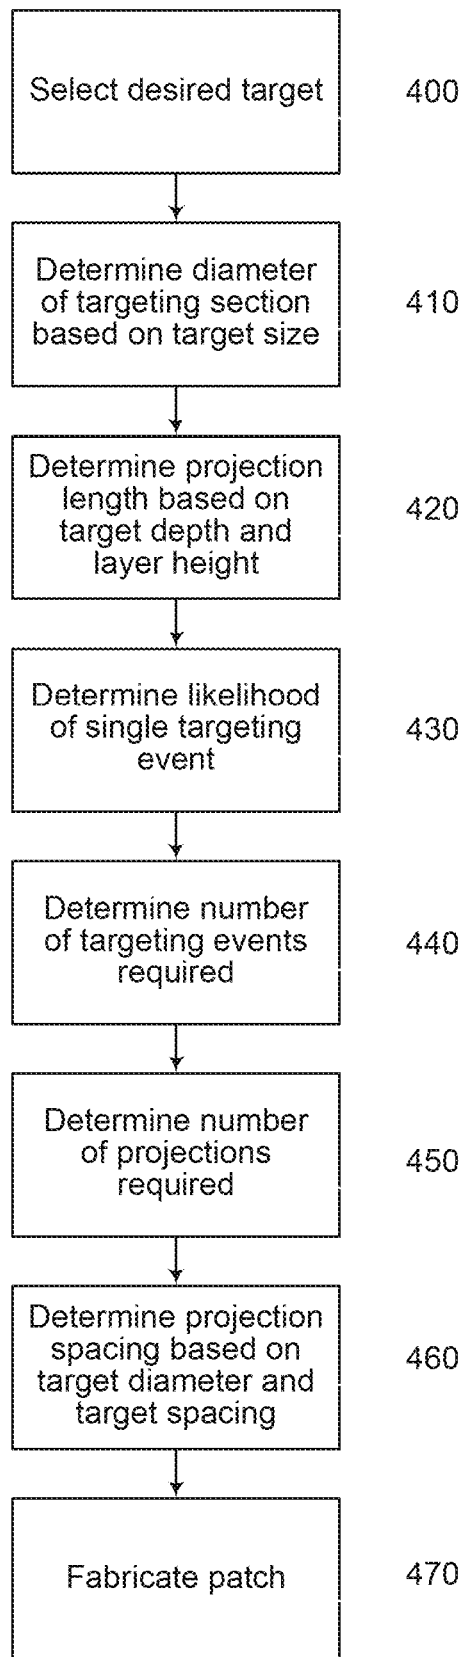 Select desired target
400
Determine diameter
of targeting section
based on target size
410
Determine projection
length based on
target depth and
layer height
420
Determine likelihood
of single targeting
event
430
Determine number
of targeting events
required
440
Determine number
of projections
required
450
Determine projection
spacing based on
target diameter and
target spacing
460
Fabricate patch
470